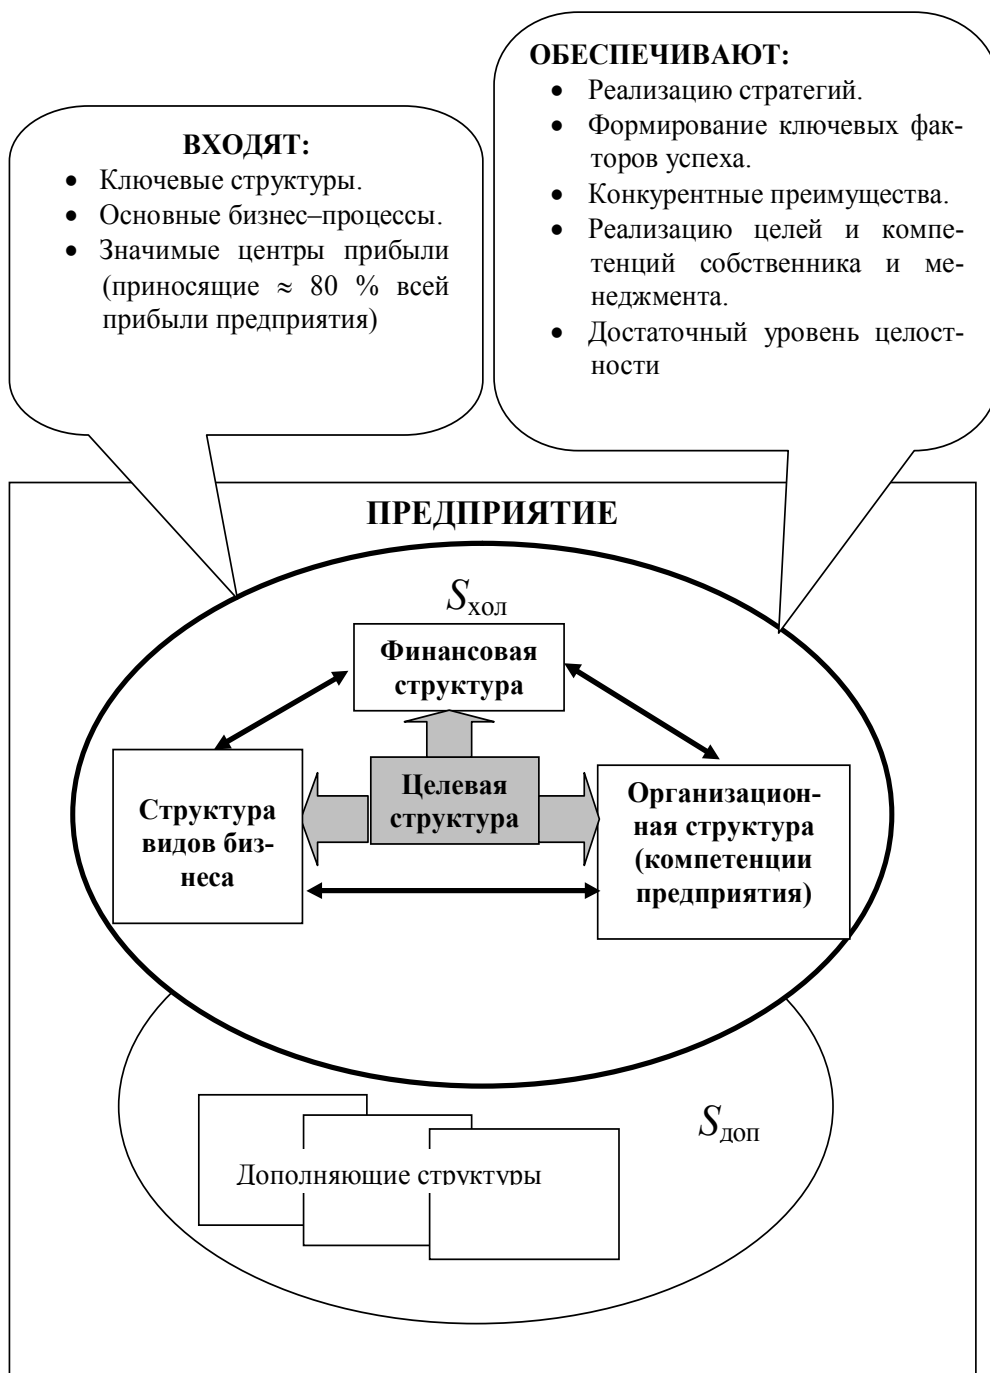 ВХОДЯТ:
• Ключевые структуры.
• Основные бизнес–процессы.
• Значимые центры прибыли
(приносящие ≈ 80 % всей
прибыли предприятия)
ОБЕСПЕЧИВАЮТ:
• Реализацию стратегий.
• Формирование ключевых фак-
торов успеха.
• Конкурентные преимущества.
• Реализацию целей и компе-
тенций собственника и ме-
неджмента.
• Достаточный уровень целост-
ности
ПРЕДПРИЯТИЕ
Sхол
Финансовая
структура
Целевая
структура
Структура
видов биз-
неса
Организацион-
ная структура
(компетенции
предприятия)
Sдоп
Дополняющие структуры